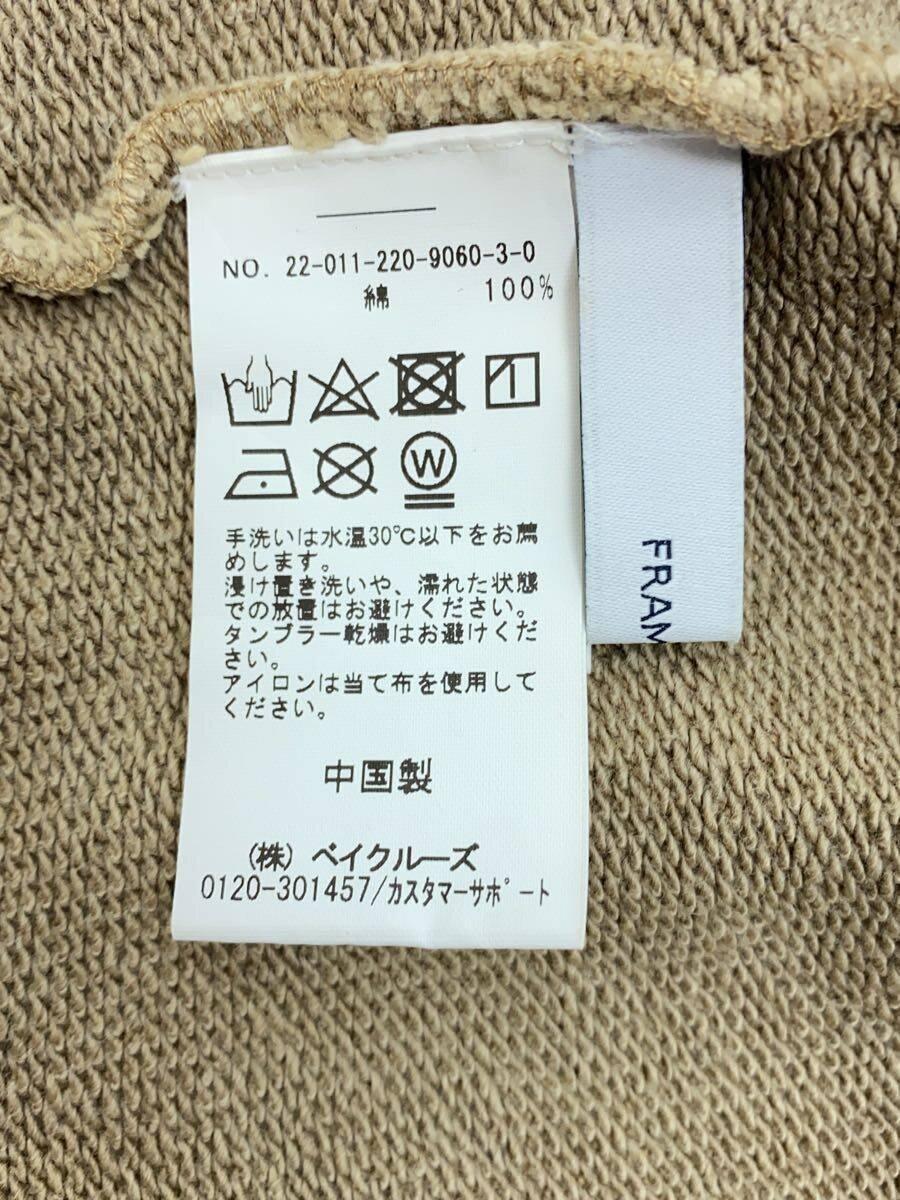 NO. 22-011-220-9060-3-0
綿 100%
W
手洗いは水温30℃以下をお薦
めします。
浸け置き洗いや、濡れた状態
での放置はお避けください。
タンブラー乾燥はお避けくだ
さい。
アイロンは当て布を使用して
ください。
中国製
(株) ベイクルーズ
0120-301457/カスタマーサポート
FRAM